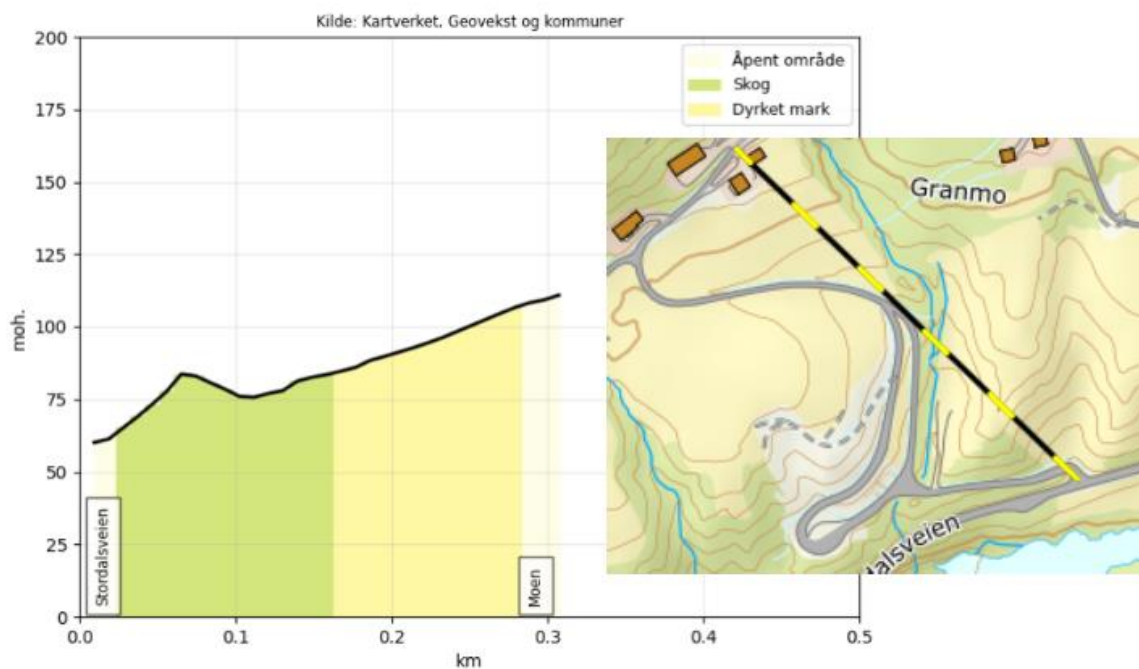 Kilde: Kartverket, Geovekst og kommuner
200
175
150
125
100
75
50
25
0
moh.
Åpent område
Skog
Dyrket mark
Granmo
dalsveien
Stordalsveien
Moen
0.0
0.1
0.2
0.3
0.4
0.5
km